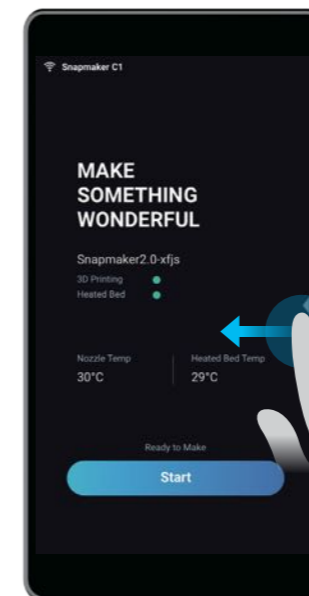 Snapmaker C1
MAKE
SOMETHING
WONDERFUL
Snapmaker2.0-xfjs
3D Printing
Heated Bed
Nozzle Temp
Heated Bed Temp
30°C
29°C
Ready to Make
Start